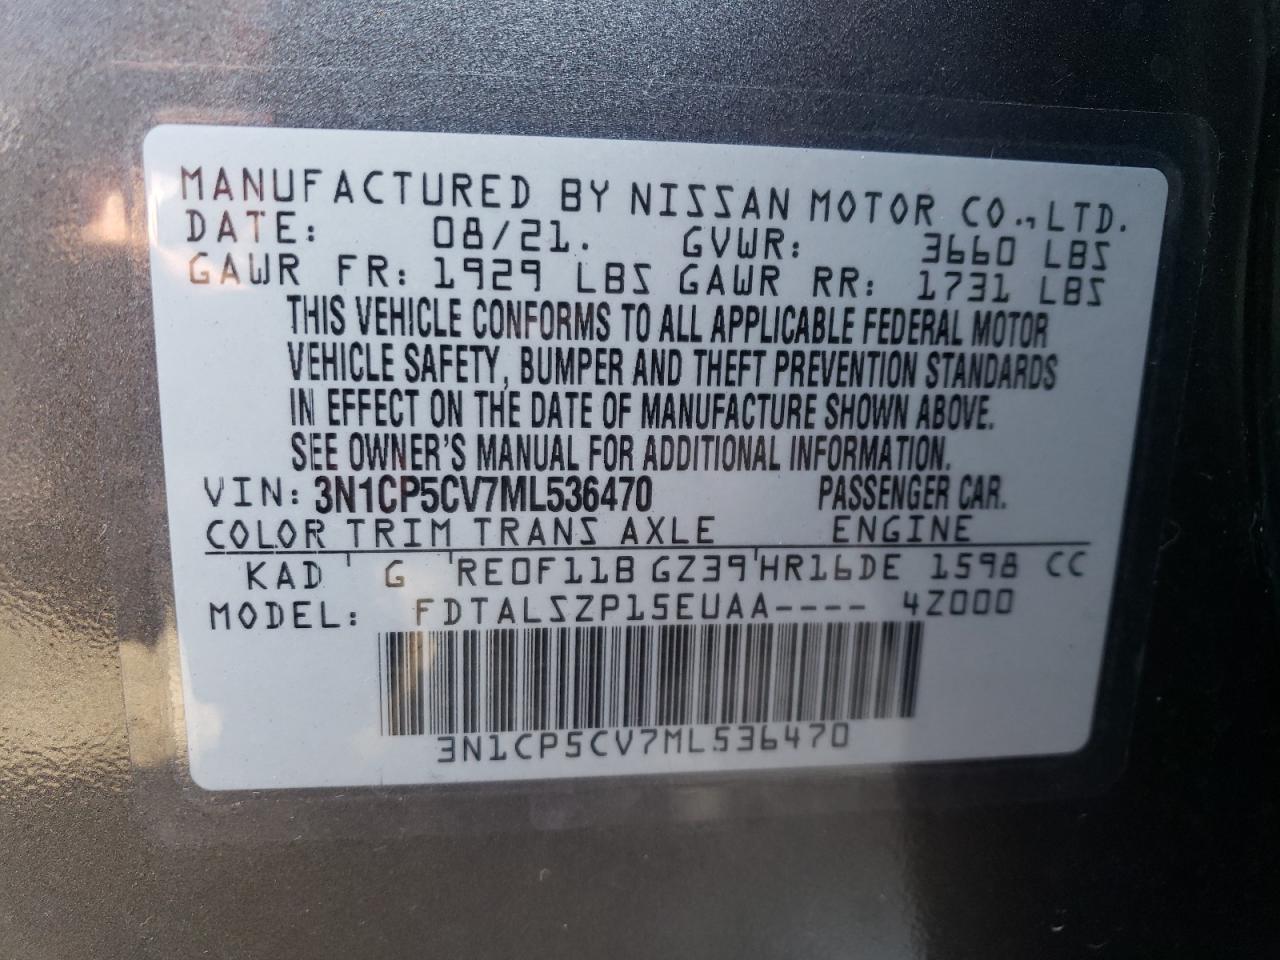 MANUFACTURED BY NISSAN MOTOR CO., LTD.
DATE: 08/21. GVWR: 3660 LBS
GAWR FR: 1929 LBS GAWR RR: 1731 LBS
THIS VEHICLE CONFORMS TO ALL APPLICABLE FEDERAL MOTOR
VEHICLE SAFETY, BUMPER AND THEFT PREVENTION STANDARDS
IN EFFECT ON THE DATE OF MANUFACTURE SHOWN ABOVE.
SEE OWNER'S MANUAL FOR ADDITIONAL INFORMATION.
VIN: 3N1CP5CV7ML536470 PASSENGER CAR.
COLOR TRIM TRANS AXLE ENGINE
KAD G RE0F11B GZ39 HR16DE 1598 CC
MODEL: FDTALSZP15EUAA---- 4Z000
3N1CP5CV7ML536470